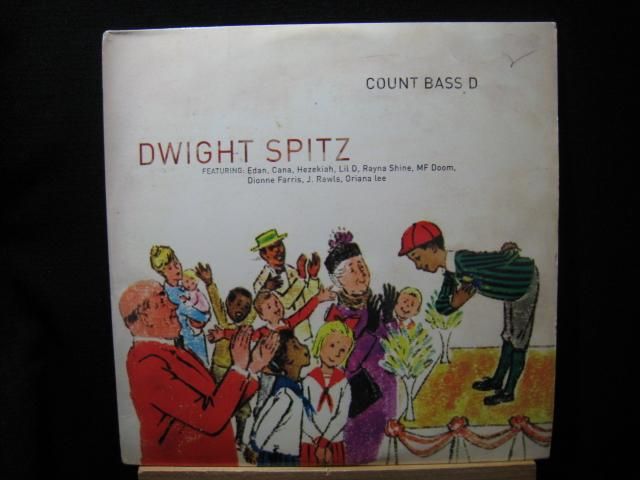 COUNT BASS D
DWIGHT SPITZ
FEATURING: Edan, Cana, Hezekiah, Lil D, Rayna Shine, MF Doom,
Dionne Farris, J. Rawls, Oriana lee